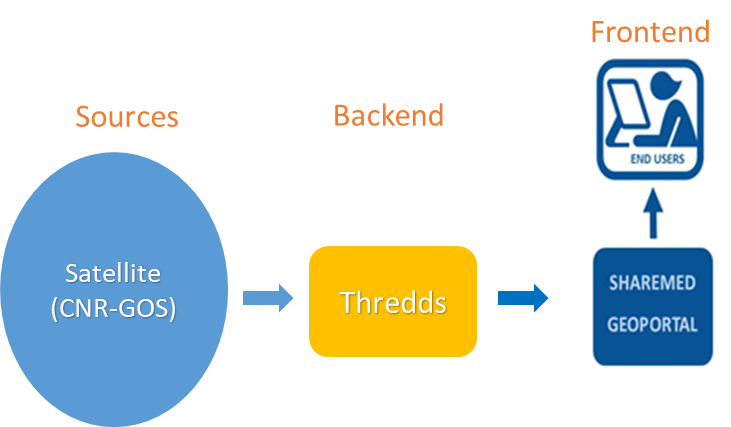 Frontend
Sources
Backend
END USERS
Satellite
(CNR-GOS)
Thredds
SHAREMED
GEOPORTAL